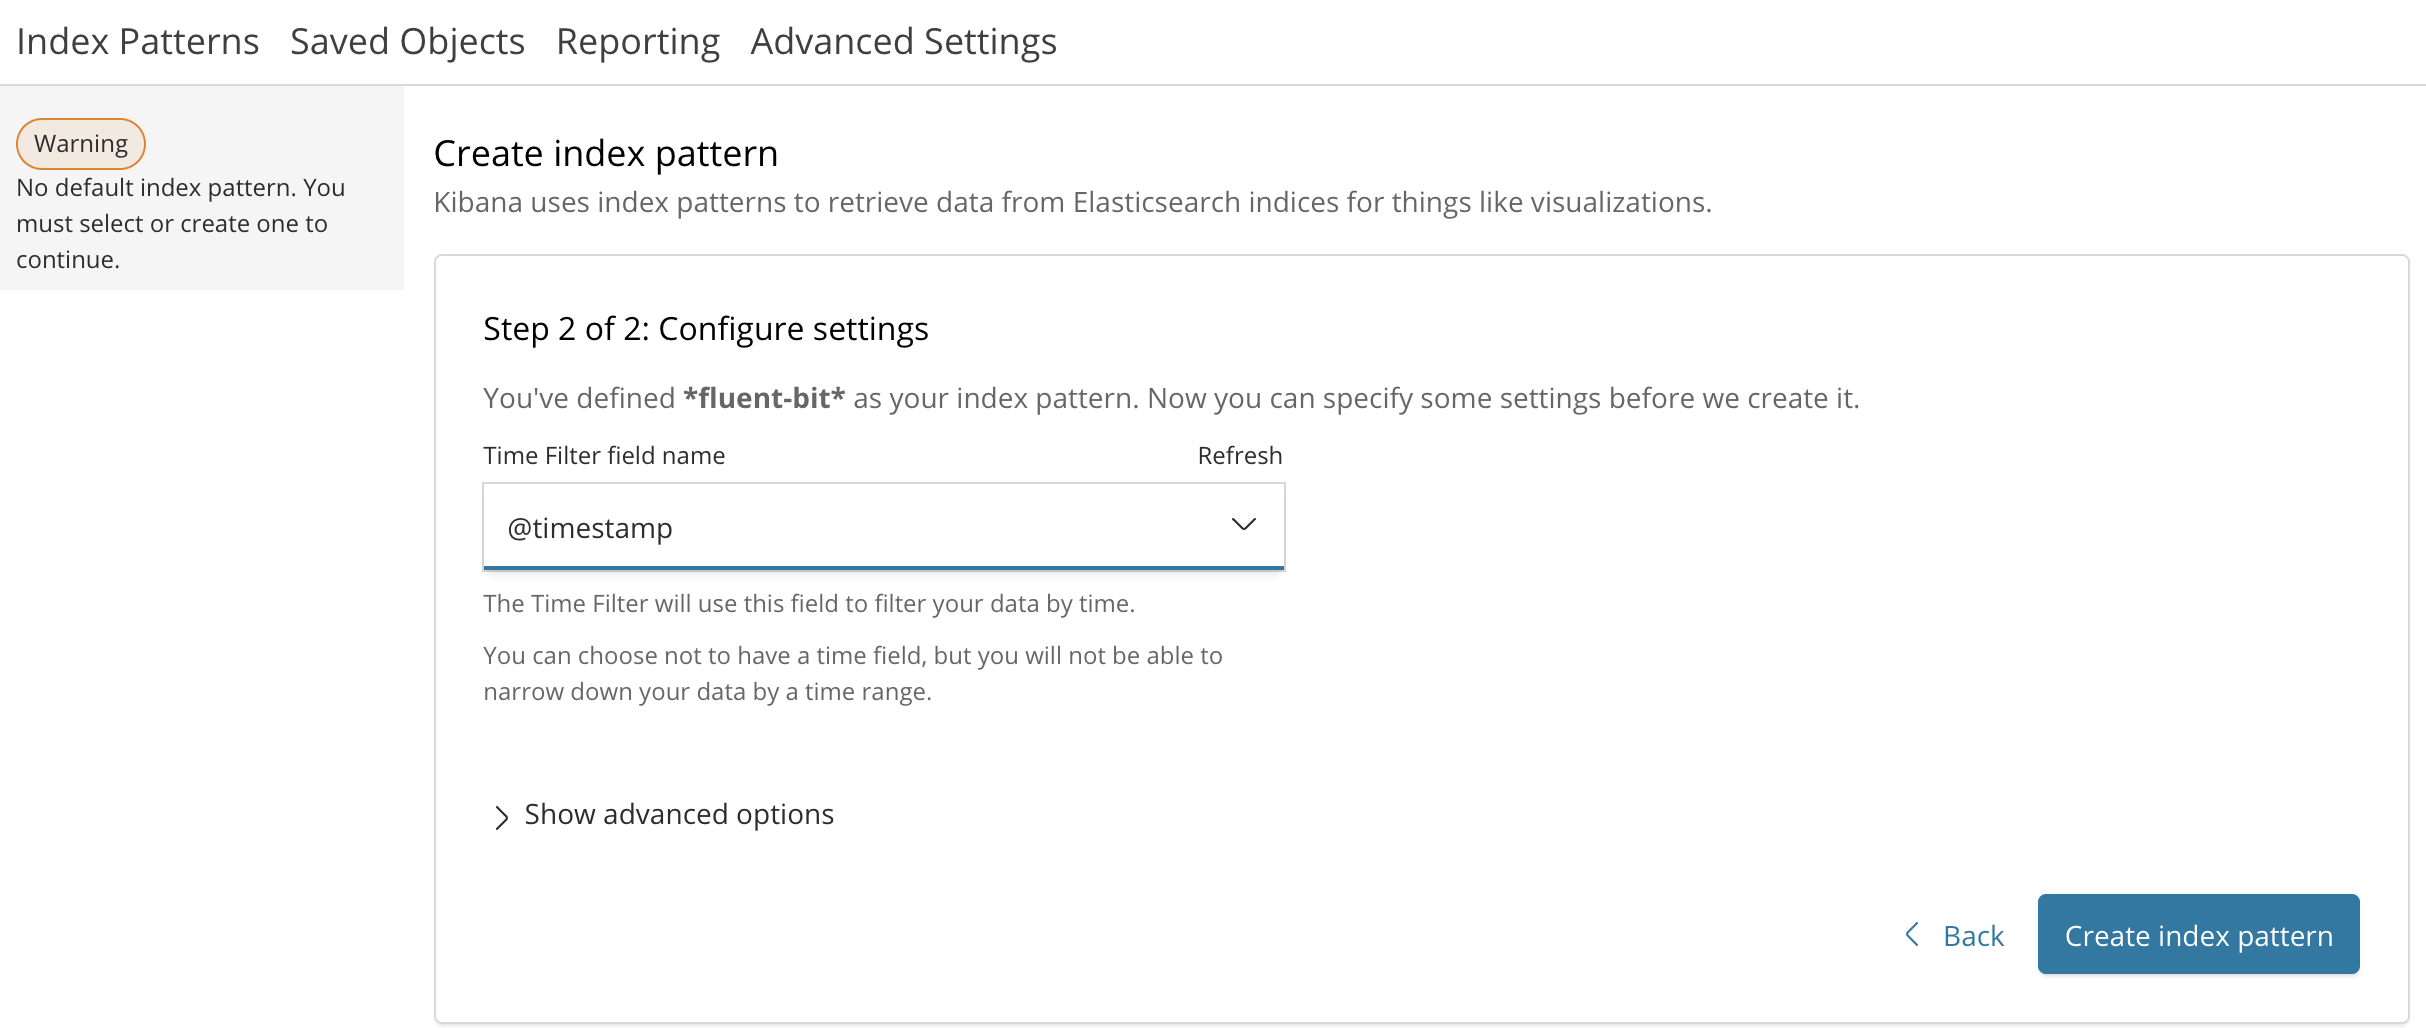 Index Patterns Saved Objects Reporting Advanced Settings
Warning
No default index pattern. You
must select or create one to
continue.
Create index pattern
Kibana uses index patterns to retrieve data from Elasticsearch indices for things like visualizations.
Step 2 of 2: Configure settings
You've defined *fluent-bit* as your index pattern. Now you can specify some settings before we create it.
Time Filter field name Refresh
@timestamp
The Time Filter will use this field to filter your data by time.
You can choose not to have a time field, but you will not be able to
narrow down your data by a time range.
Show advanced options
Back Create index pattern